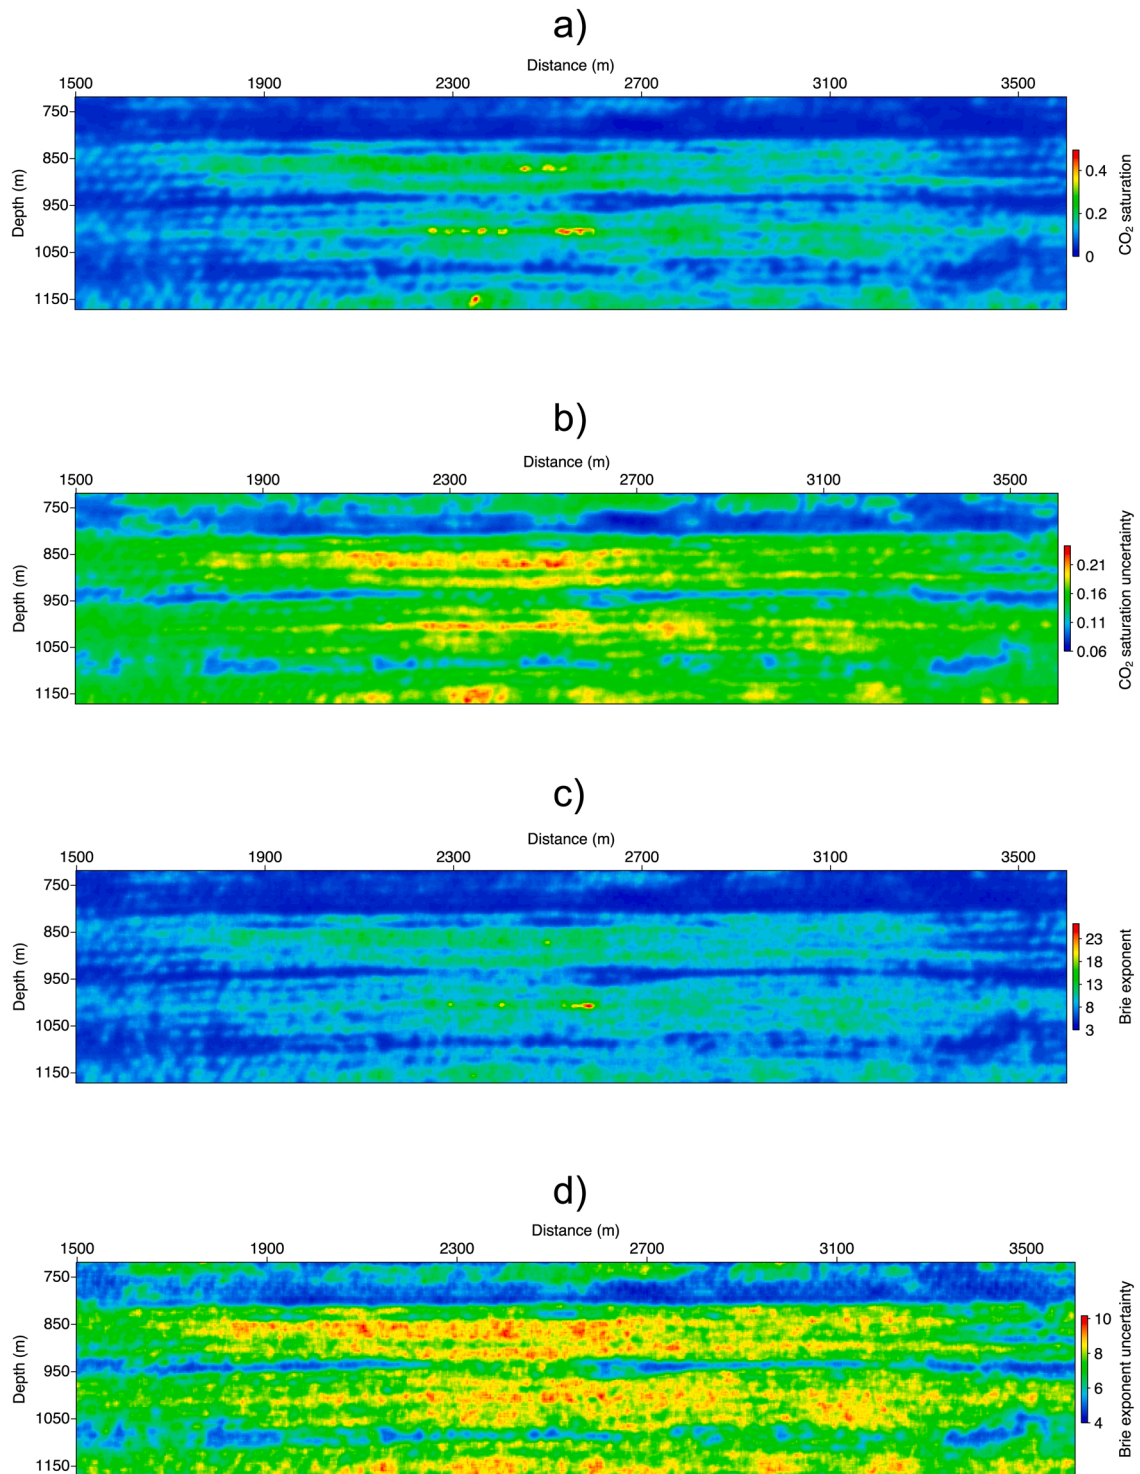 a)
Distance (m)
1500 1900 2300 2700 3100 3500
Depth (m)
750
850
950
1050
1150
0.4
0.2
0
CO₂ saturation
b)
Distance (m)
1500 1900 2300 2700 3100 3500
Depth (m)
750
850
950
1050
1150
0.21
0.16
0.11
0.06
CO₂ saturation uncertainty
c)
Distance (m)
1500 1900 2300 2700 3100 3500
Depth (m)
750
850
950
1050
1150
23
18
13
8
3
Brie exponent
d)
Distance (m)
1500 1900 2300 2700 3100 3500
Depth (m)
750
850
950
1050
1150
10
8
6
4
Brie exponent uncertainty